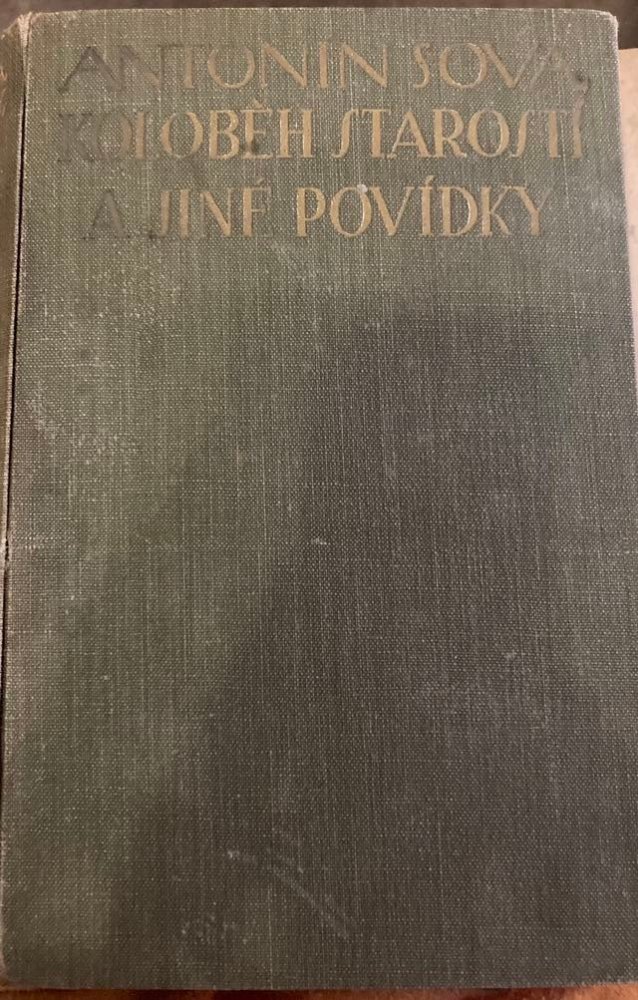 ANTONÍN SOVA
KOLOBĚH STAROSTÍ
A JINÉ POVÍDKY